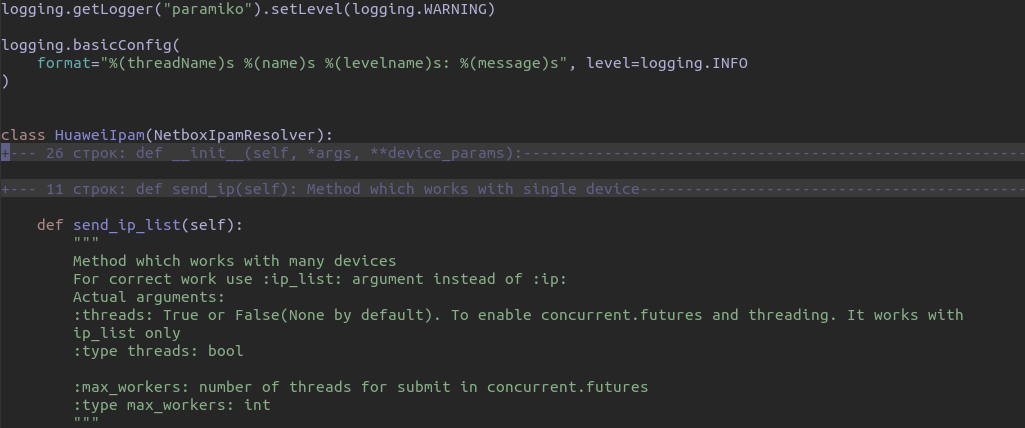 logging.getLogger("paramiko").setLevel(logging.WARNING)
logging.basicConfig(
    format="%(threadName)s %(name)s %(levelname)s: %(message)s", level=logging.INFO
)
class HuaweiIpam(NetboxIpamResolver):
+--- 26 строк: def __init__(self, *args, **device_params):--------------------------------------------------------
+--- 11 строк: def send_ip(self): Method which works with single device-------------------------------------------
    def send_ip_list(self):
        """
        Method which works with many devices
        For correct work use :ip_list: argument instead of :ip:
        Actual arguments:
        :threads: True or False(None by default). To enable concurrent.futures and threading. It works with
        ip_list only
        :type threads: bool
        :max_workers: number of threads for submit in concurrent.futures
        :type max_workers: int
        """